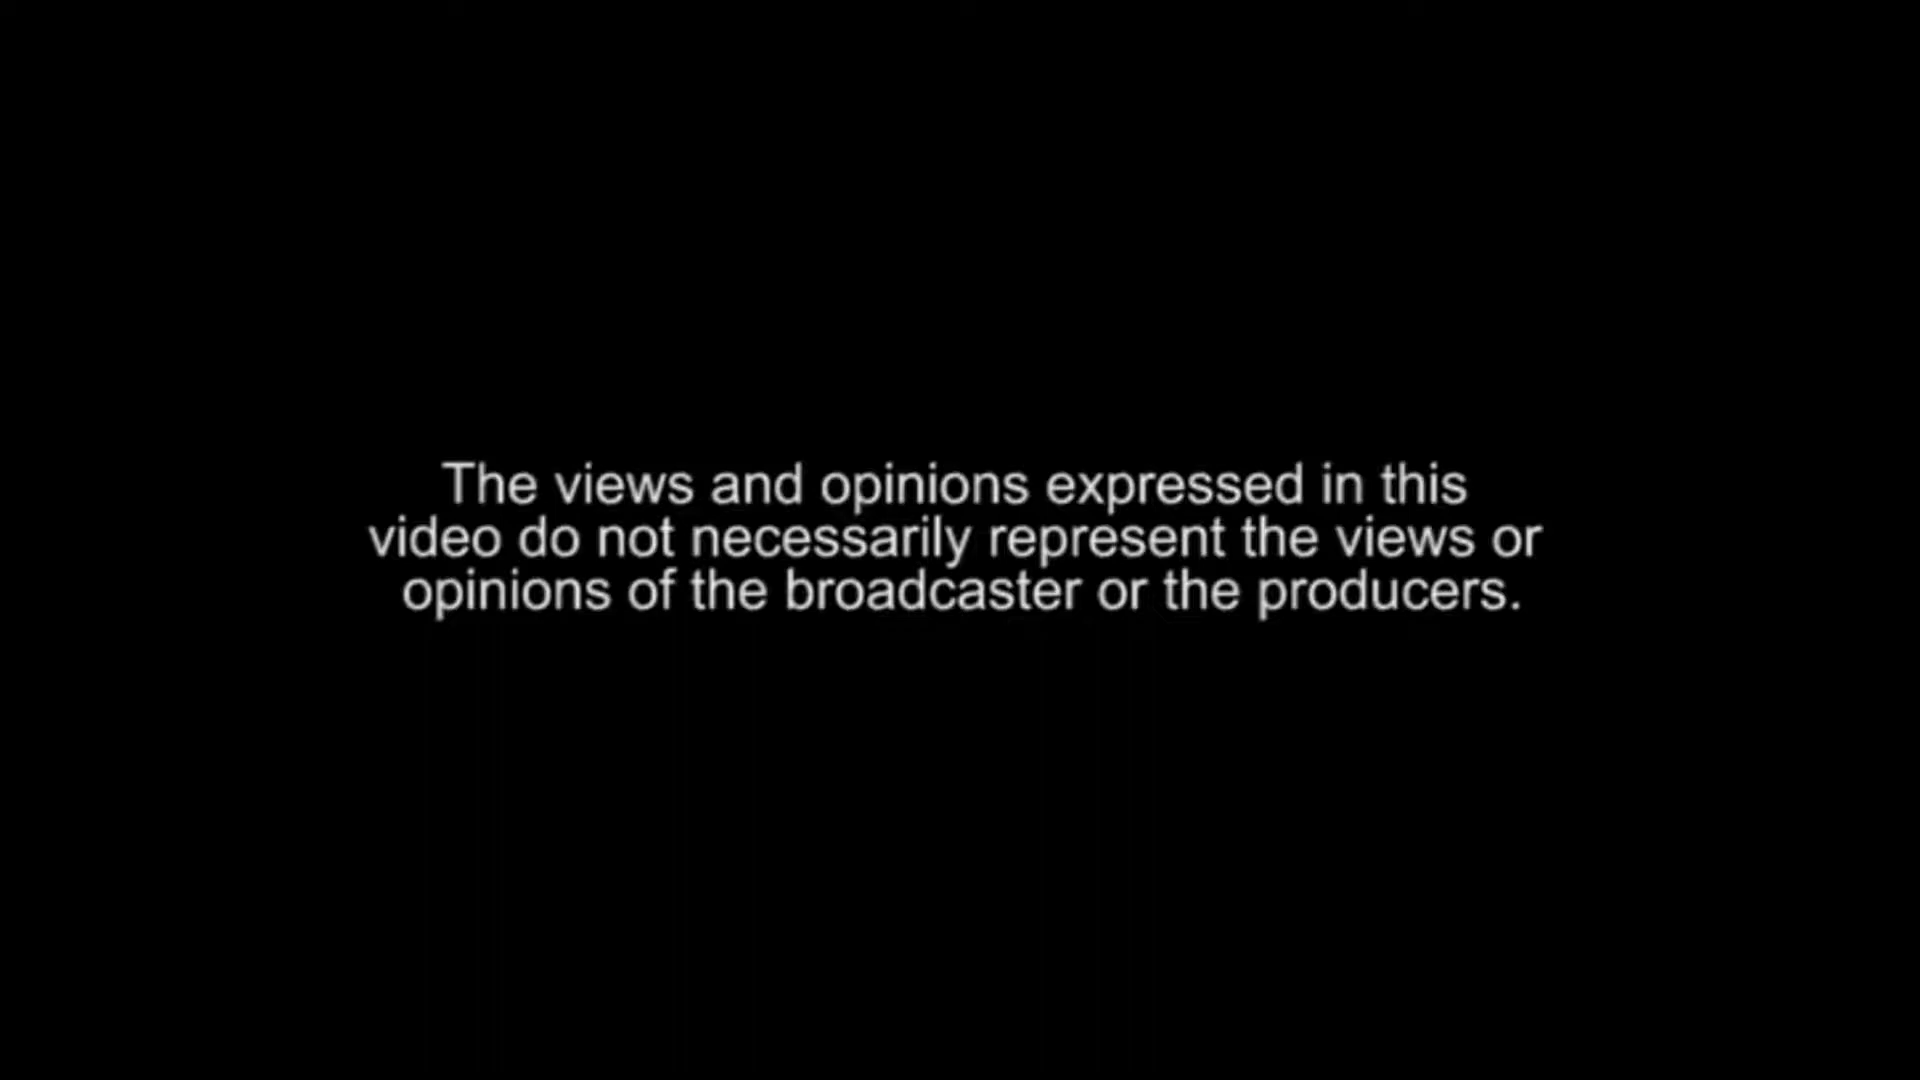 The views and opinions expressed in this
video do not necessarily represent the views or
opinions of the broadcaster or the producers.